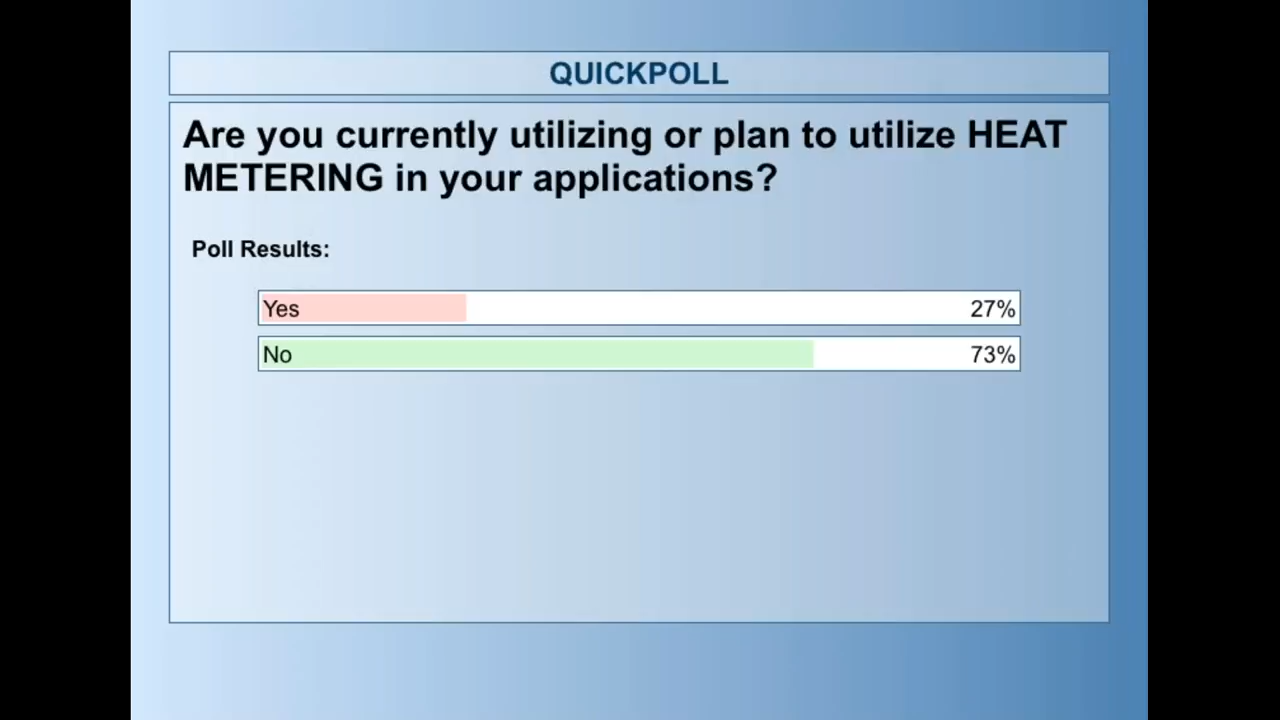 QUICKPOLL
Are you currently utilizing or plan to utilize HEAT
METERING in your applications?
Poll Results:
Yes 27%
No 73%